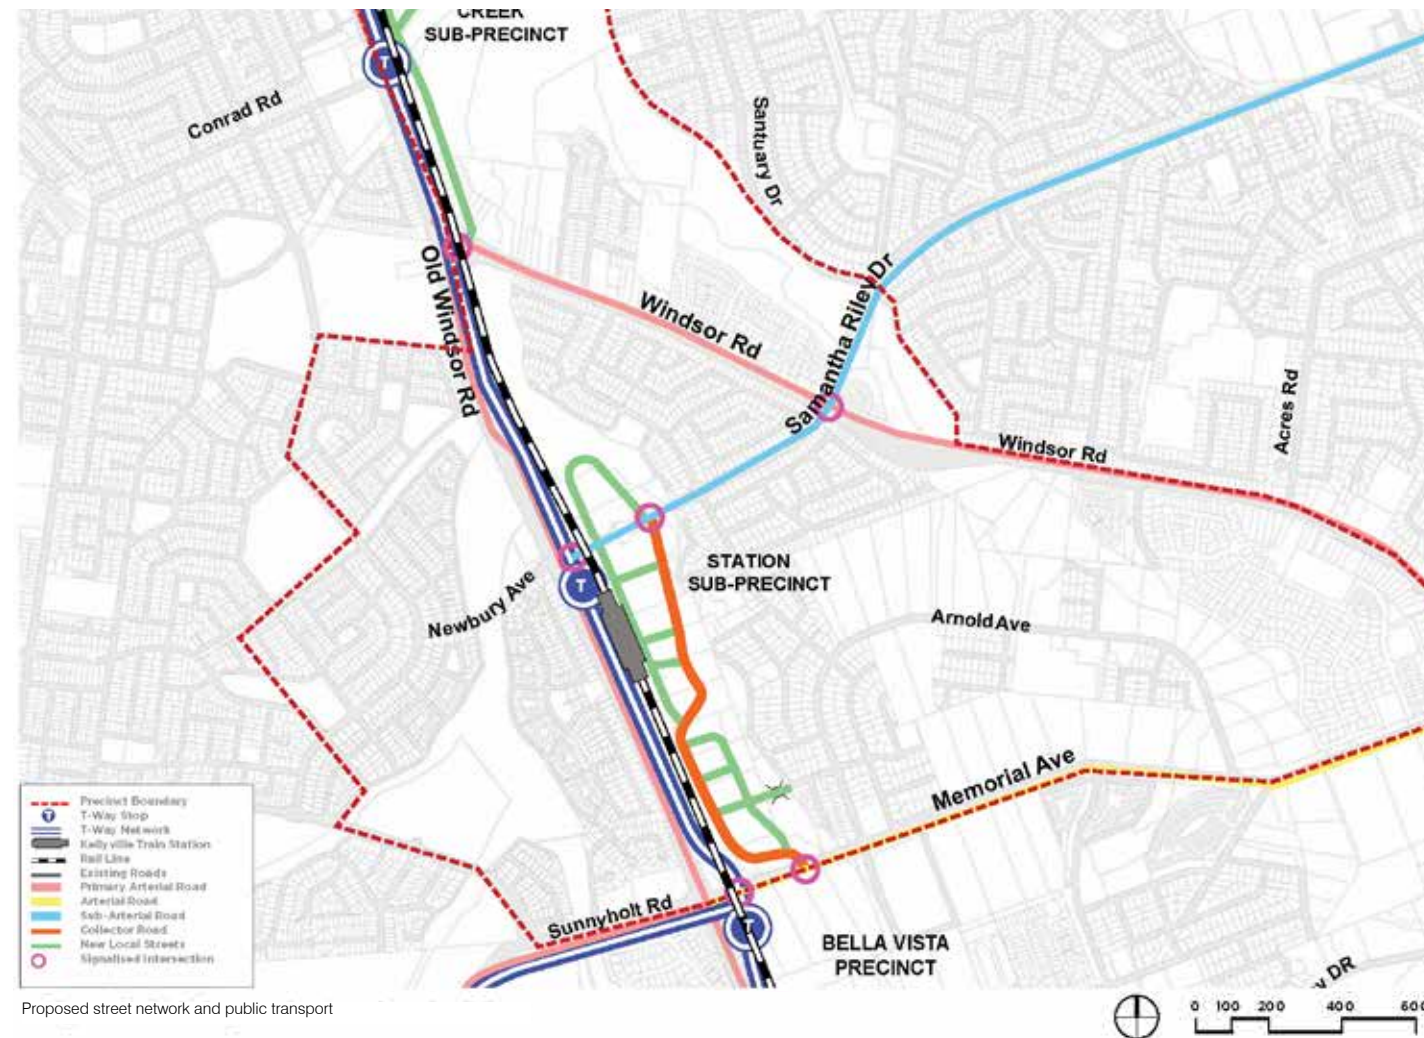 CREEK
SUB-PRECINCT
T
Conrad Rd
Santuary Dr
Old Windsor Rd
Windsor Rd
Samantha Riley Dr
Acres Rd
Windsor Rd
STATION
SUB-PRECINCT
T
Newbury Ave
Arnold Ave
Memorial Ave
Precinct Boundary
T T-Way Stop
T-Way Network
Kellyville Train Station
Rail Line
Existing Roads
Primary Arterial Road
Arterial Road
Sub-Arterial Road
Collector Road
New Local Streets
Signalised Intersection
Sunnyholt Rd
T
BELLA VISTA
PRECINCT
y DR
Proposed street network and public transport
0 100 200 400 600